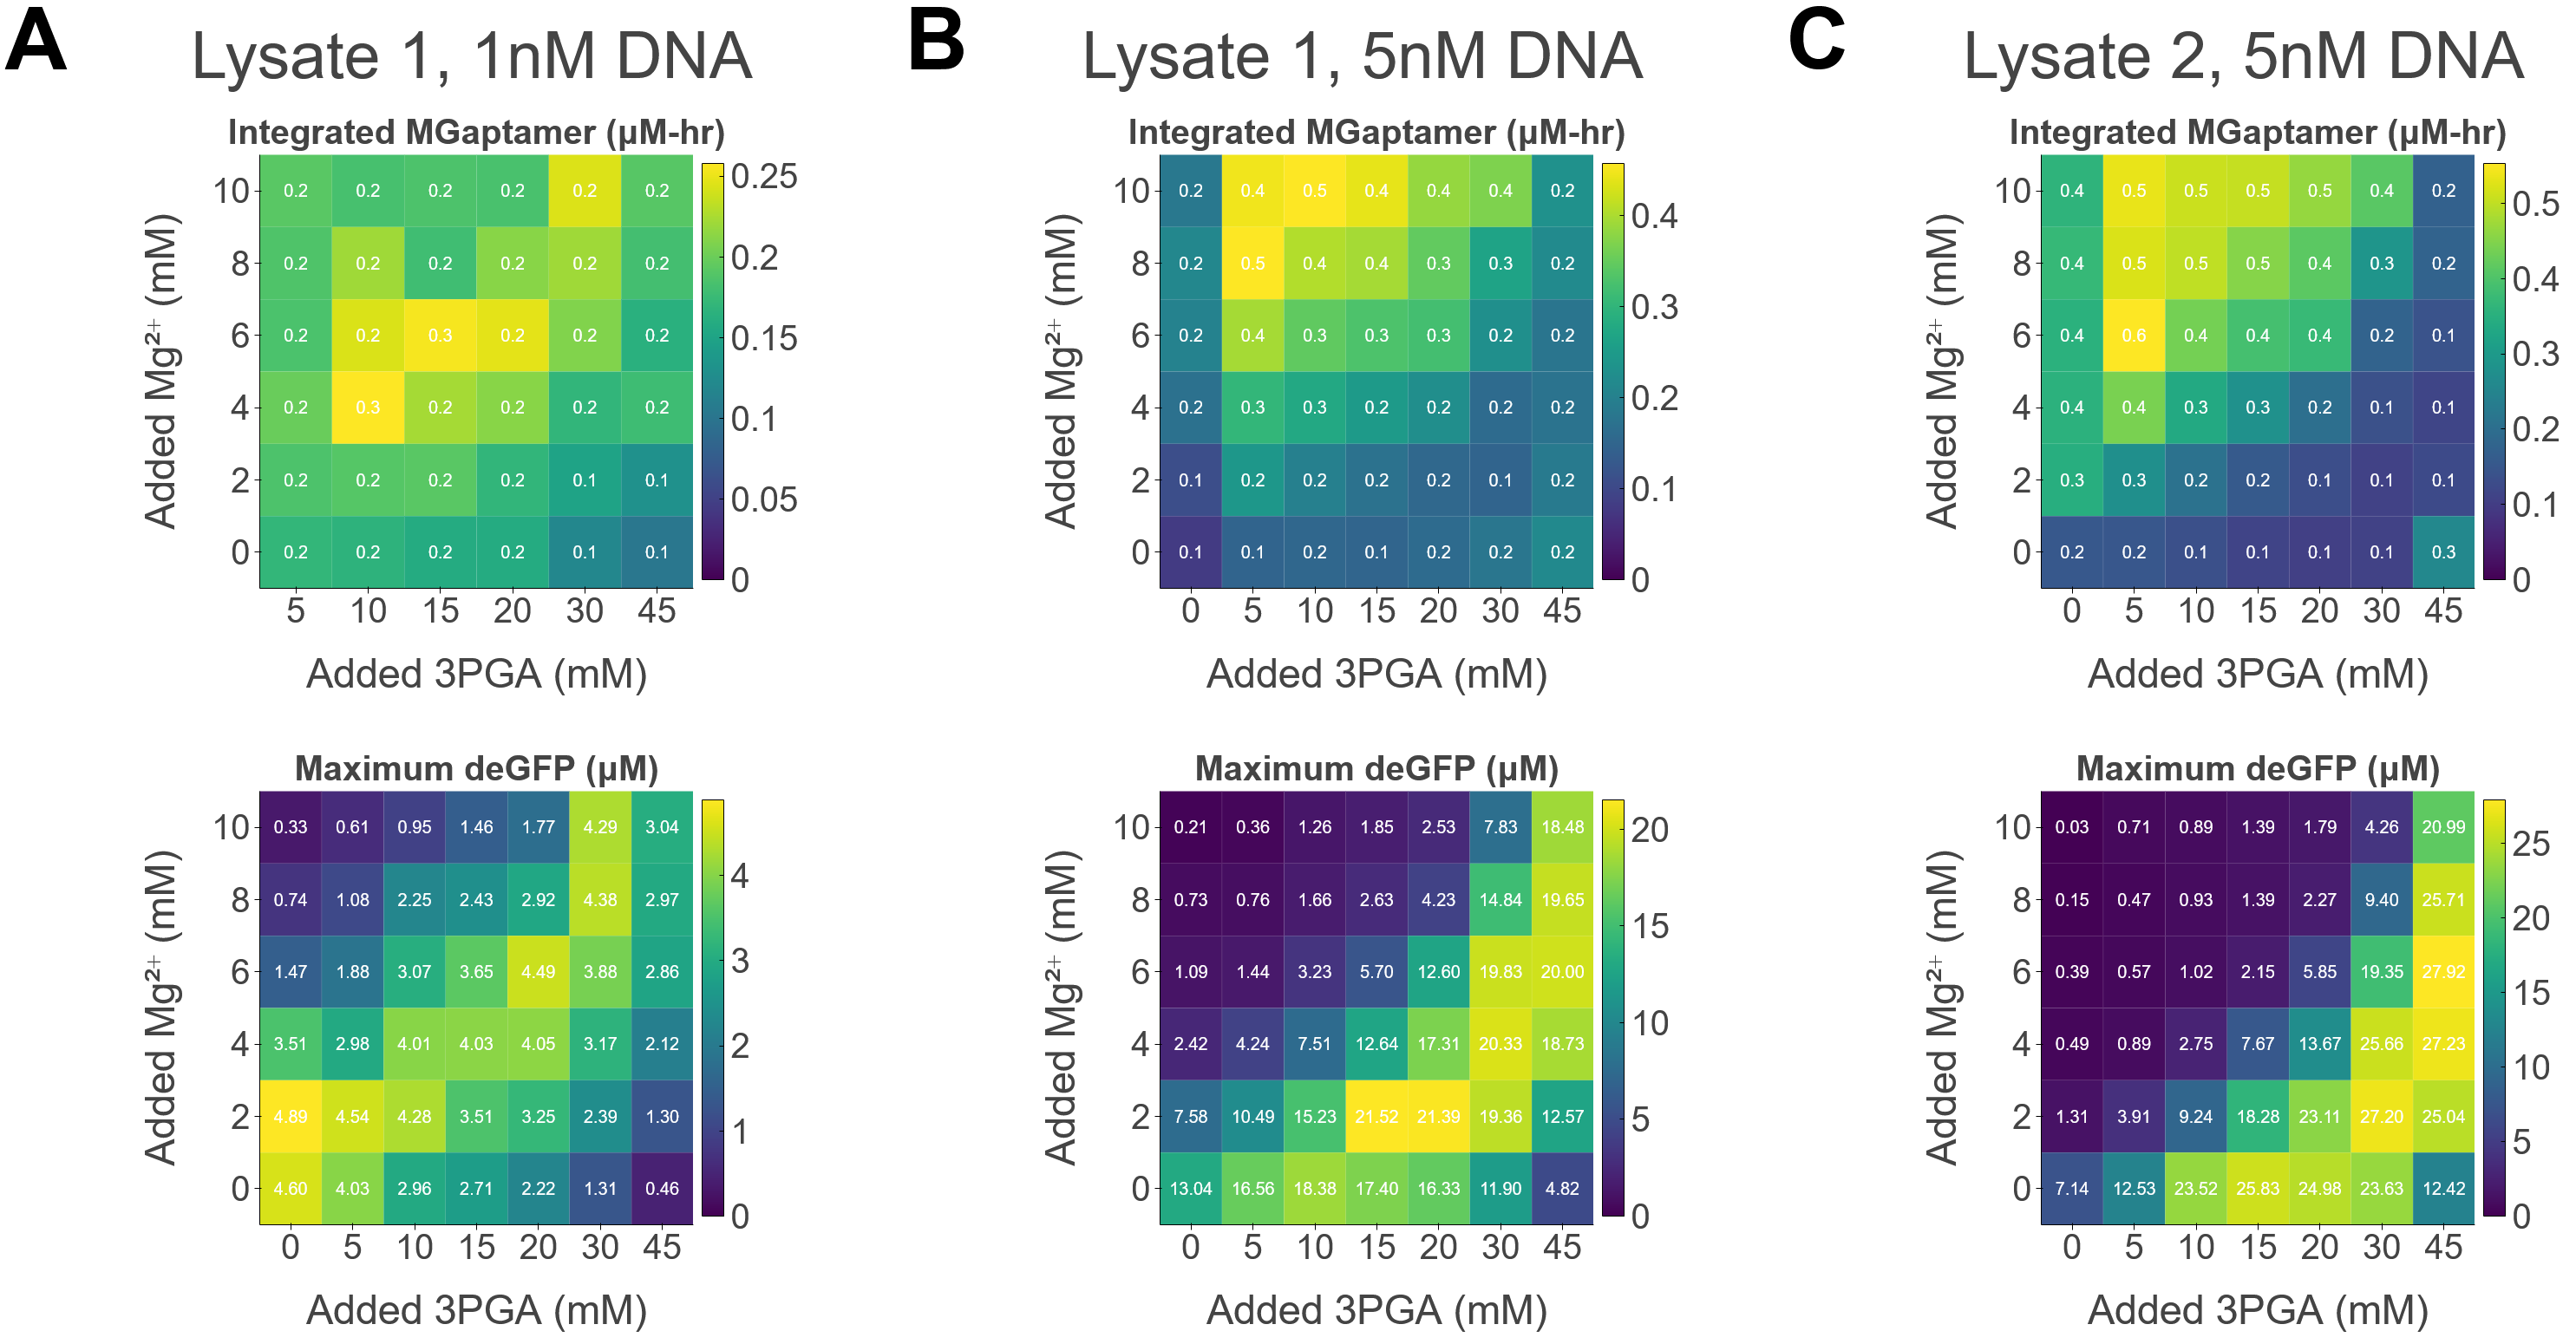 A
Lysate 1, 1nM DNA
Integrated MGaptamer (µM-hr)
Added Mg²⁺ (mM)
10 0.2 0.2 0.2 0.2 0.2 0.2
8 0.2 0.2 0.2 0.2 0.2 0.2
6 0.2 0.2 0.3 0.2 0.2 0.2
4 0.2 0.3 0.2 0.2 0.2 0.2
2 0.2 0.2 0.2 0.2 0.1 0.1
0 0.2 0.2 0.2 0.2 0.1 0.1
5 10 15 20 30 45
Added 3PGA (mM)
0.25
0.2
0.15
0.1
0.05
0
Maximum deGFP (µM)
Added Mg²⁺ (mM)
10 0.33 0.61 0.95 1.46 1.77 4.29 3.04
8 0.74 1.08 2.25 2.43 2.92 4.38 2.97
6 1.47 1.88 3.07 3.65 4.49 3.88 2.86
4 3.51 2.98 4.01 4.03 4.05 3.17 2.12
2 4.89 4.54 4.28 3.51 3.25 2.39 1.30
0 4.60 4.03 2.96 2.71 2.22 1.31 0.46
0 5 10 15 20 30 45
Added 3PGA (mM)
4
3
2
1
0
B
Lysate 1, 5nM DNA
Integrated MGaptamer (µM-hr)
Added Mg²⁺ (mM)
10 0.2 0.4 0.5 0.4 0.4 0.4 0.2
8 0.2 0.5 0.4 0.4 0.3 0.3 0.2
6 0.2 0.4 0.3 0.3 0.3 0.2 0.2
4 0.2 0.3 0.3 0.2 0.2 0.2 0.2
2 0.1 0.2 0.2 0.2 0.2 0.1 0.2
0 0.1 0.1 0.2 0.1 0.2 0.2 0.2
0 5 10 15 20 30 45
Added 3PGA (mM)
0.4
0.3
0.2
0.1
0
Maximum deGFP (µM)
Added Mg²⁺ (mM)
10 0.21 0.36 1.26 1.85 2.53 7.83 18.48
8 0.73 0.76 1.66 2.63 4.23 14.84 19.65
6 1.09 1.44 3.23 5.70 12.60 19.83 20.00
4 2.42 4.24 7.51 12.64 17.31 20.33 18.73
2 7.58 10.49 15.23 21.52 21.39 19.36 12.57
0 13.04 16.56 18.38 17.40 16.33 11.90 4.82
0 5 10 15 20 30 45
Added 3PGA (mM)
20
15
10
5
0
C
Lysate 2, 5nM DNA
Integrated MGaptamer (µM-hr)
Added Mg²⁺ (mM)
10 0.4 0.5 0.5 0.5 0.5 0.4 0.2
8 0.4 0.5 0.5 0.5 0.4 0.3 0.2
6 0.4 0.6 0.4 0.4 0.4 0.2 0.1
4 0.4 0.4 0.3 0.3 0.2 0.1 0.1
2 0.3 0.3 0.2 0.2 0.1 0.1 0.1
0 0.2 0.2 0.1 0.1 0.1 0.1 0.3
0 5 10 15 20 30 45
Added 3PGA (mM)
0.5
0.4
0.3
0.2
0.1
0
Maximum deGFP (µM)
Added Mg²⁺ (mM)
10 0.03 0.71 0.89 1.39 1.79 4.26 20.99
8 0.15 0.47 0.93 1.39 2.27 9.40 25.71
6 0.39 0.57 1.02 2.15 5.85 19.35 27.92
4 0.49 0.89 2.75 7.67 13.67 25.66 27.23
2 1.31 3.91 9.24 18.28 23.11 27.20 25.04
0 7.14 12.53 23.52 25.83 24.98 23.63 12.42
0 5 10 15 20 30 45
Added 3PGA (mM)
25
20
15
10
5
0